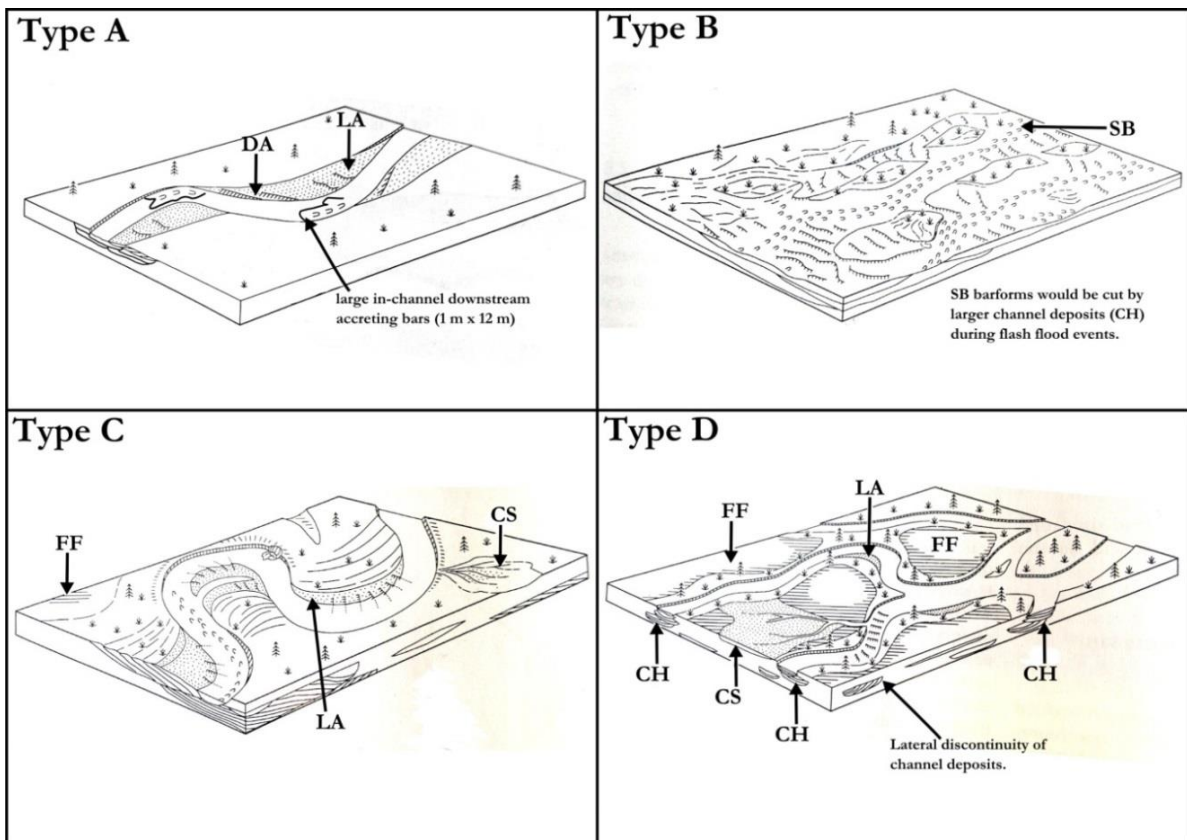 Type A
LA
DA
large in-channel downstream
accreting bars (1 m x 12 m)
Type B
SB
SB barforms would be cut by
larger channel deposits (CH)
during flash flood events.
Type C
FF
CS
LA
Type D
LA
FF
FF
CH
CS
CH
CH
Lateral discontinuity of
channel deposits.